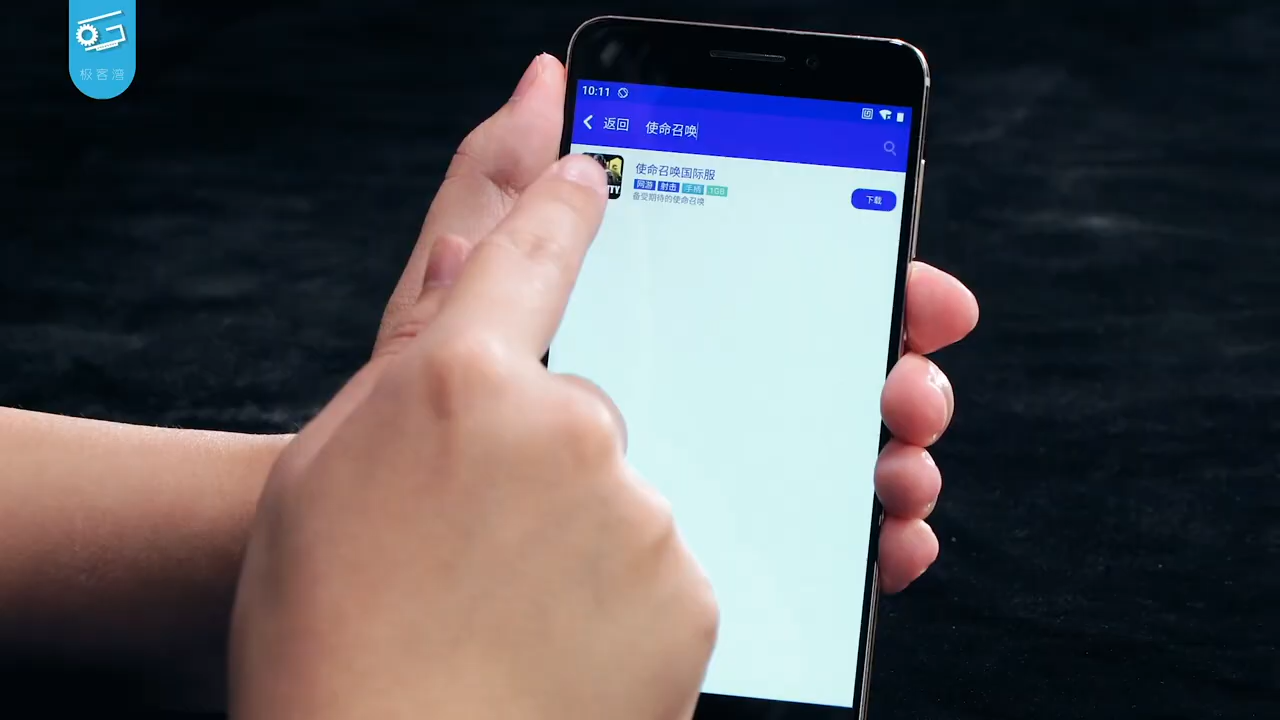 极客湾
10:11
返回 使命召唤
使命召唤国际服
网游 射击 手柄 1GB
备受期待的使命召唤
下载